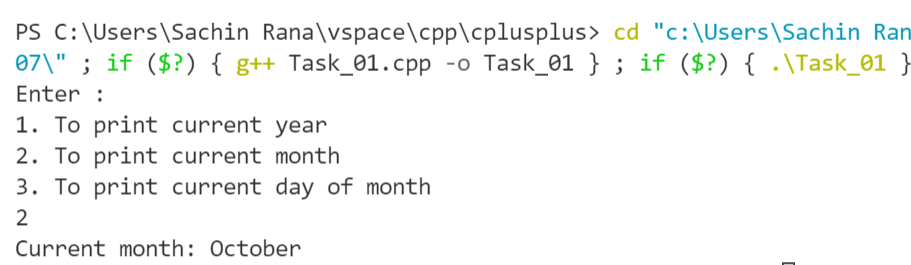 PS C:\Users\Sachin Rana\vspace\cpp\cplusplus> cd "c:\Users\Sachin Ran
07\" ; if ($?) { g++ Task_01.cpp -o Task_01 } ; if ($?) { .\Task_01 }
Enter :
1. To print current year
2. To print current month
3. To print current day of month
2
Current month: October